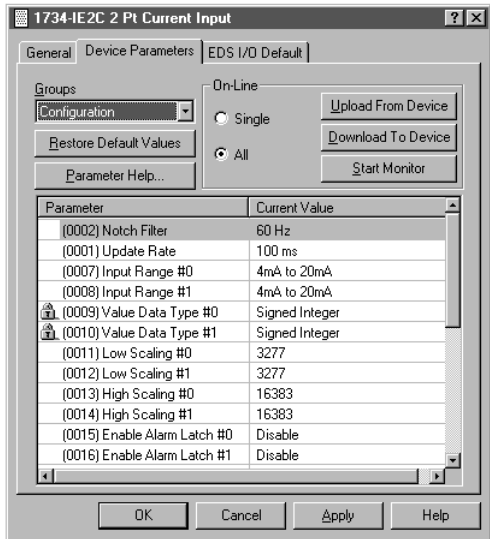 1734-IE2C 2 Pt Current Input
General Device Parameters EDS I/O Default
Groups
Configuration
Restore Default Values
Parameter Help...
On-Line
Single
All
Upload From Device
Download To Device
Start Monitor
Parameter Current Value
(0002) Notch Filter 60 Hz
(0001) Update Rate 100 ms
(0007) Input Range #0 4mA to 20mA
(0008) Input Range #1 4mA to 20mA
(0009) Value Data Type #0 Signed Integer
(0010) Value Data Type #1 Signed Integer
(0011) Low Scaling #0 3277
(0012) Low Scaling #1 3277
(0013) High Scaling #0 16383
(0014) High Scaling #1 16383
(0015) Enable Alarm Latch #0 Disable
(0016) Enable Alarm Latch #1 Disable
OK Cancel Apply Help